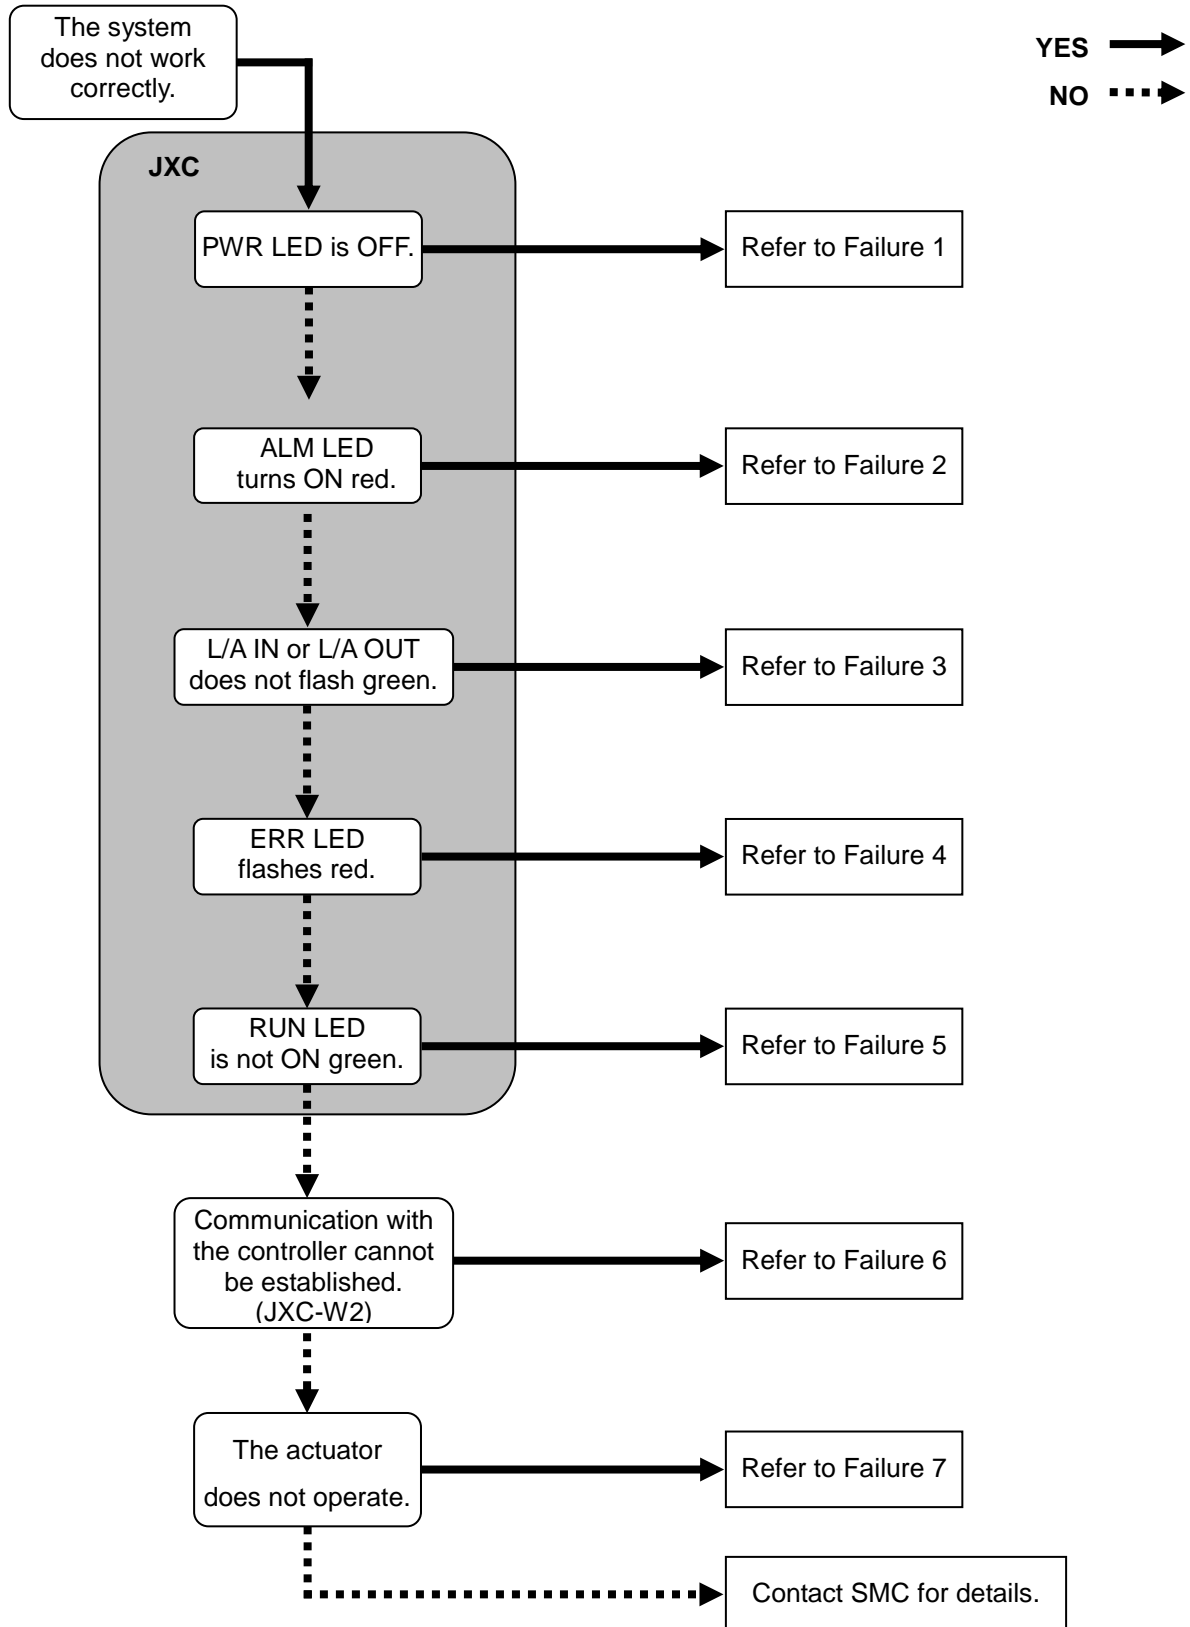 The system
does not work
correctly.
YES
NO
JXC
PWR LED is OFF.
Refer to Failure 1
ALM LED
turns ON red.
Refer to Failure 2
L/A IN or L/A OUT
does not flash green.
Refer to Failure 3
ERR LED
flashes red.
Refer to Failure 4
RUN LED
is not ON green.
Refer to Failure 5
Communication with
the controller cannot
be established.
(JXC-W2)
Refer to Failure 6
The actuator
does not operate.
Refer to Failure 7
Contact SMC for details.